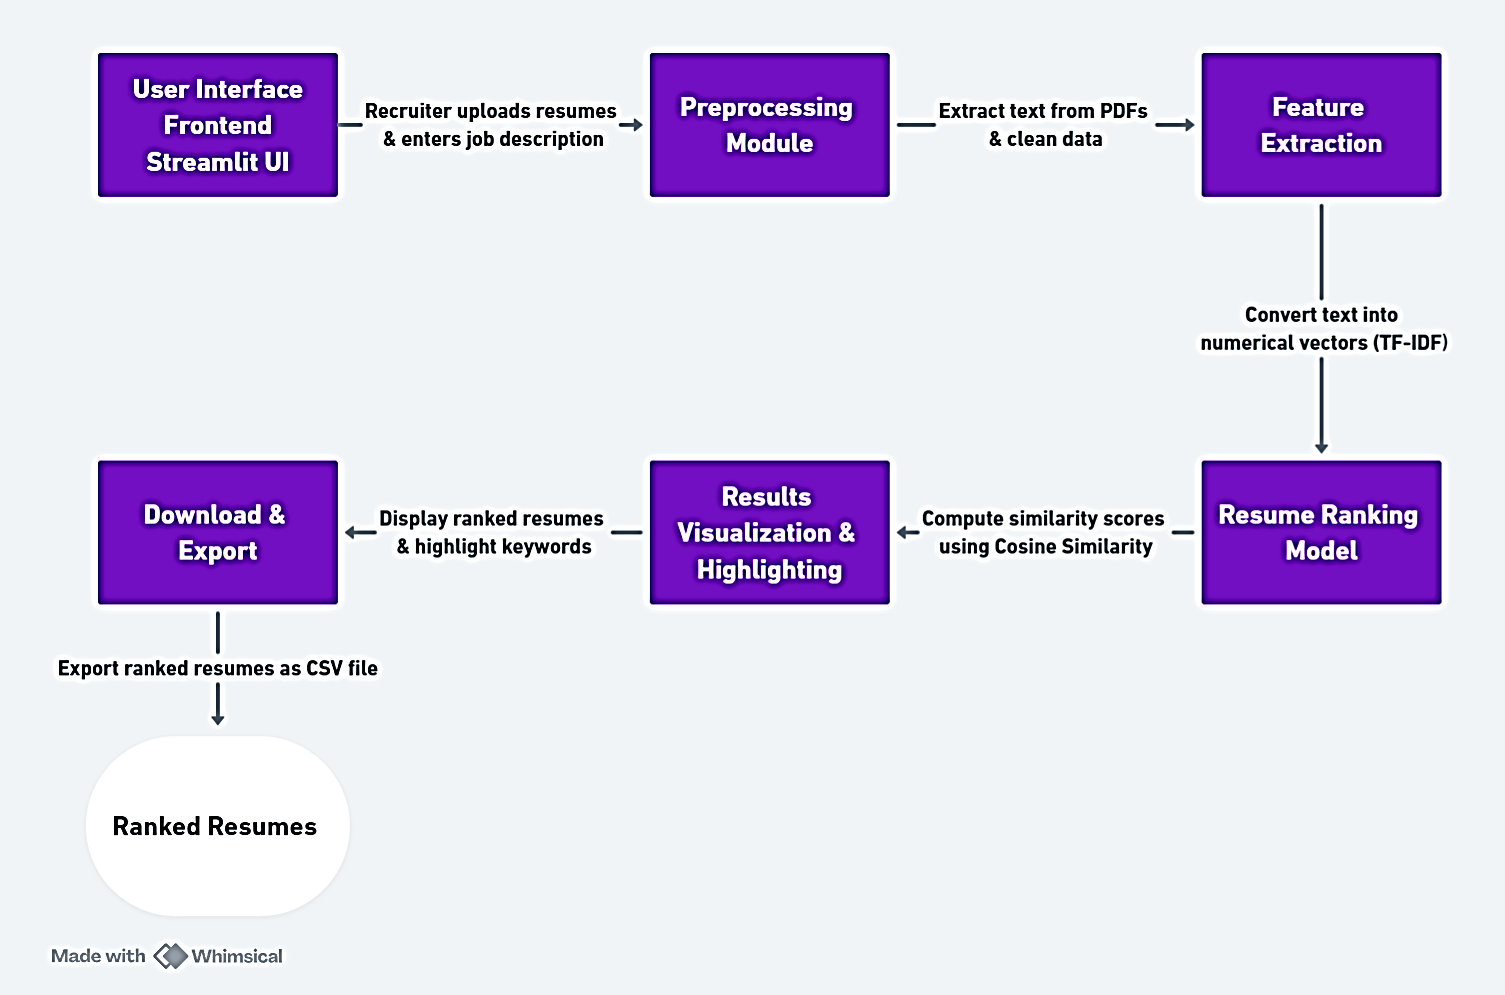 User Interface
Frontend
Streamlit UI
Recruiter uploads resumes
& enters job description
Preprocessing
Module
Extract text from PDFs
& clean data
Feature
Extraction
Convert text into
numerical vectors (TF-IDF)
Resume Ranking
Model
Compute similarity scores
using Cosine Similarity
Results
Visualization &
Highlighting
Display ranked resumes
& highlight keywords
Download &
Export
Export ranked resumes as CSV file
Ranked Resumes
Made with Whimsical